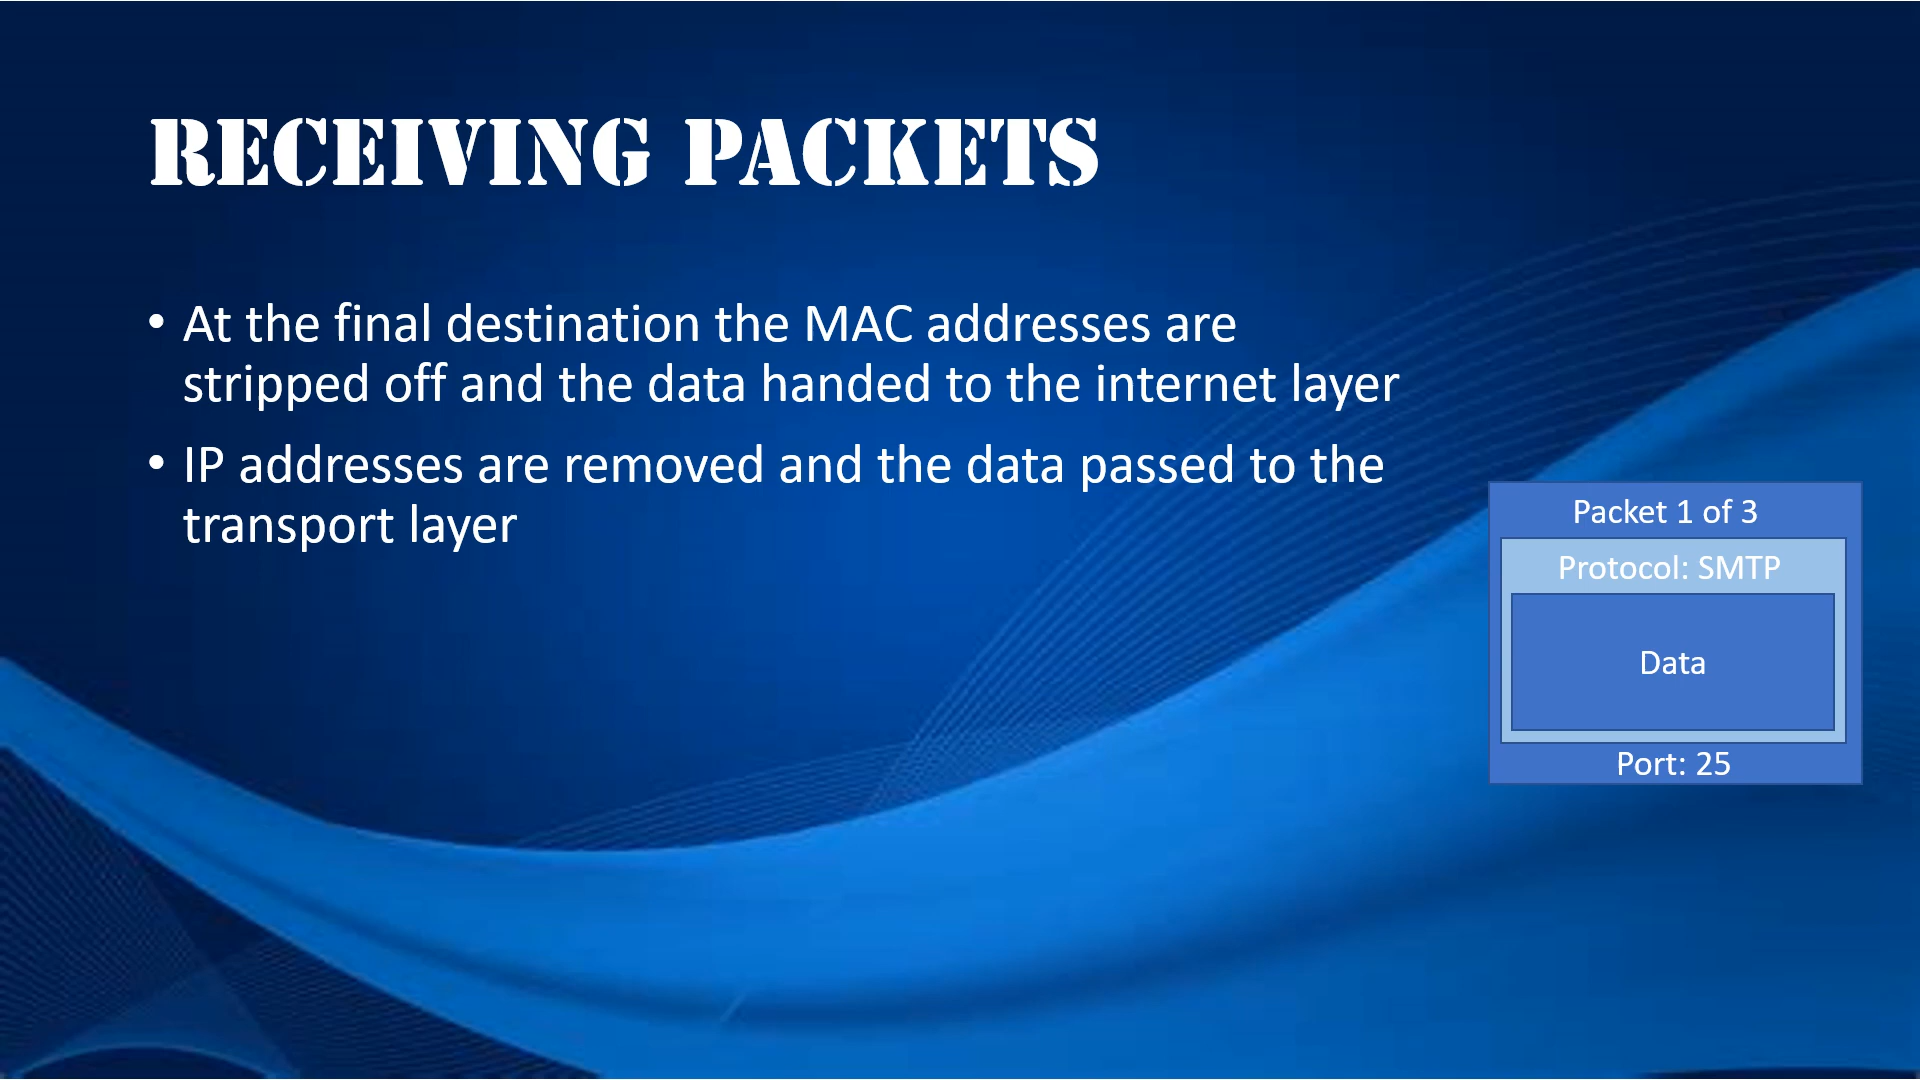 RECEIVING PACKETS
• At the final destination the MAC addresses are
stripped off and the data handed to the internet layer
• IP addresses are removed and the data passed to the
transport layer
Packet 1 of 3
Protocol: SMTP
Data
Port: 25